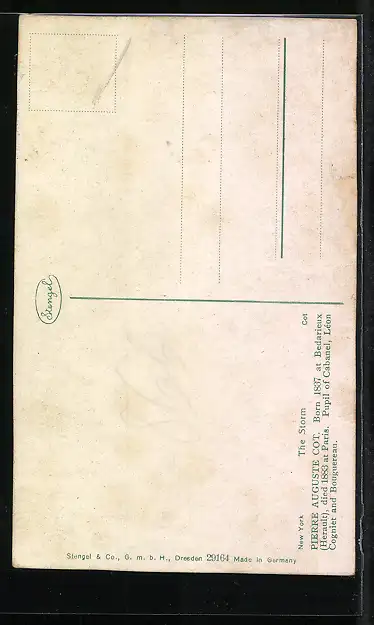 New York The Storm Cot
PIERRE AUGUSTE COT. Born 1837 at Bedarieux
(Herault), died 1883 at Paris. Pupil of Cabanel, Léon
Cogniet and Bouguereau.
Stengel
Stengel & Co., G. m. b. H., Dresden 29164 Made in Germany